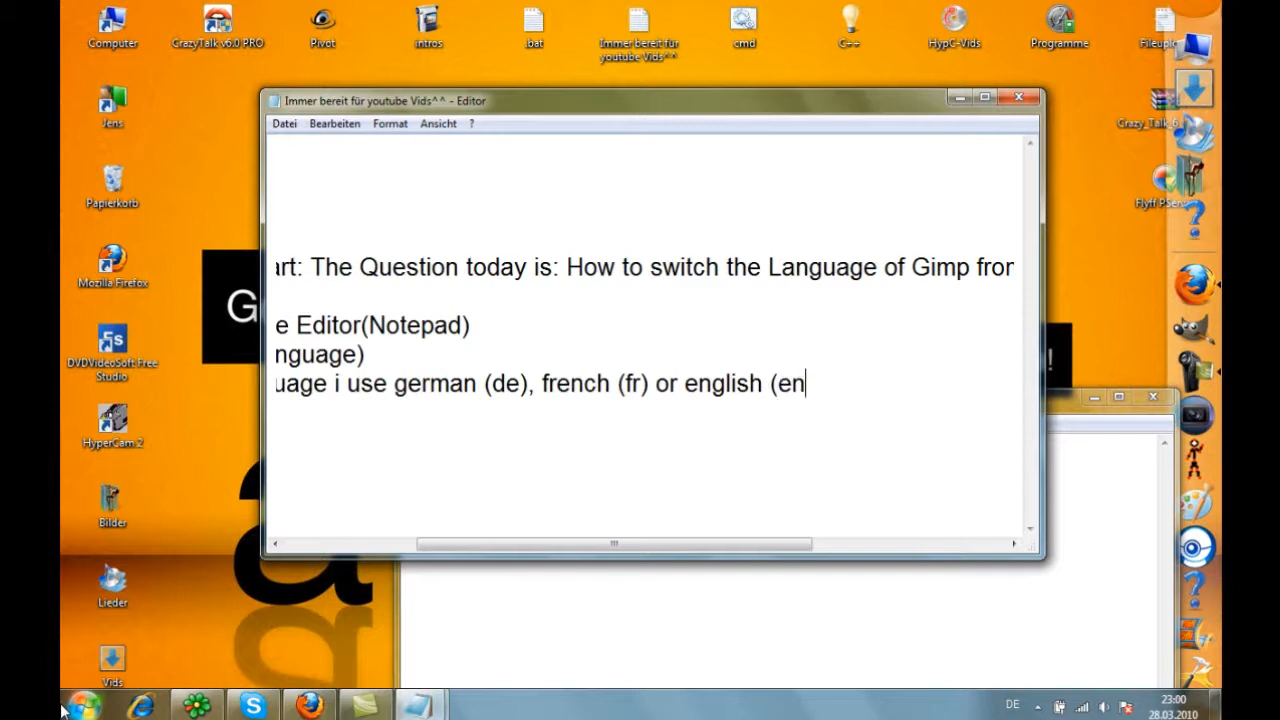 Computer
CrazyTalk v6.0 PRO
Pivot
intros
.bat
Immer bereit für
youtube Vids^^
cmd
C++
HypC-Vids
Programme
Immer bereit für youtube Vids^^ - Editor
Datei Bearbeiten Format Ansicht ?
Jens
Papierkorb
Mozilla Firefox
DVDVideoSoft Free
Studio
HyperCam 2
Bilder
Lieder
Vids
art: The Question today is: How to switch the Language of Gimp fror
e Editor(Notepad)
nguage)
uage i use german (de), french (fr) or english (en
G
!
a
Crazy_Talk_6
Flyff PServ
DE
23:00
28.03.2010